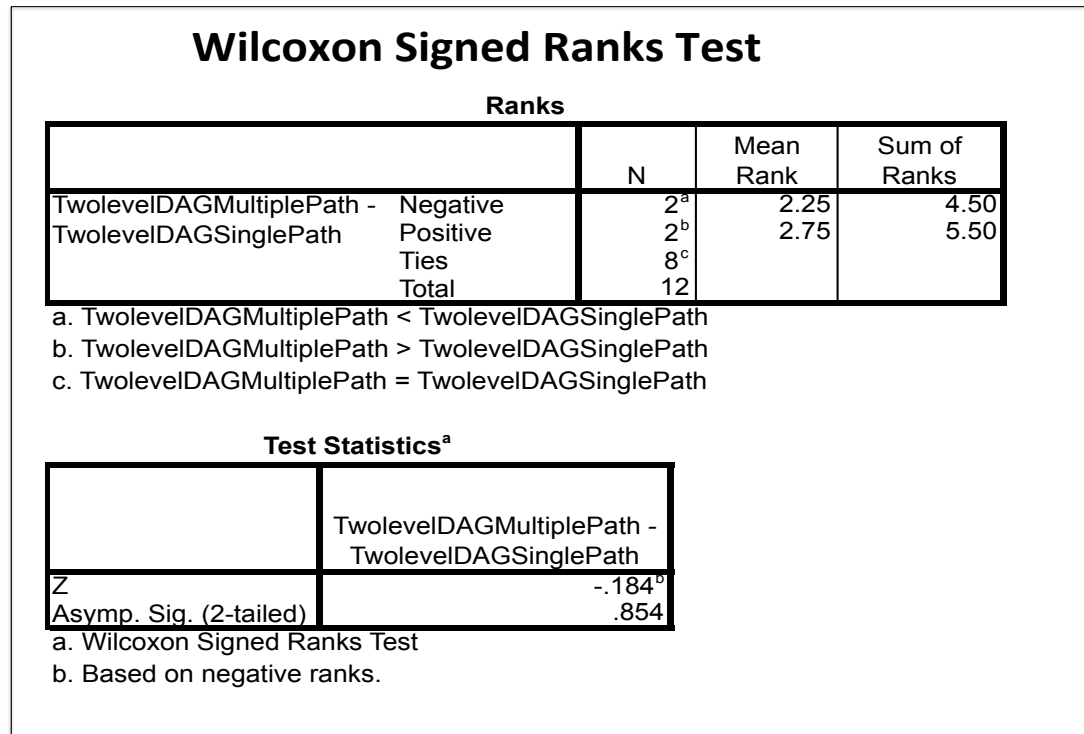 Wilcoxon Signed Ranks Test
Ranks
N Mean Rank Sum of Ranks
TwolevelDAGMultiplePath - Negative 2a 2.25 4.50
TwolevelDAGSinglePath Positive 2b 2.75 5.50
Ties 8c
Total 12
a. TwolevelDAGMultiplePath < TwolevelDAGSinglePath
b. TwolevelDAGMultiplePath > TwolevelDAGSinglePath
c. TwolevelDAGMultiplePath = TwolevelDAGSinglePath
Test Statisticsa
TwolevelDAGMultiplePath -
TwolevelDAGSinglePath
Z -.184b
Asymp. Sig. (2-tailed) .854
a. Wilcoxon Signed Ranks Test
b. Based on negative ranks.